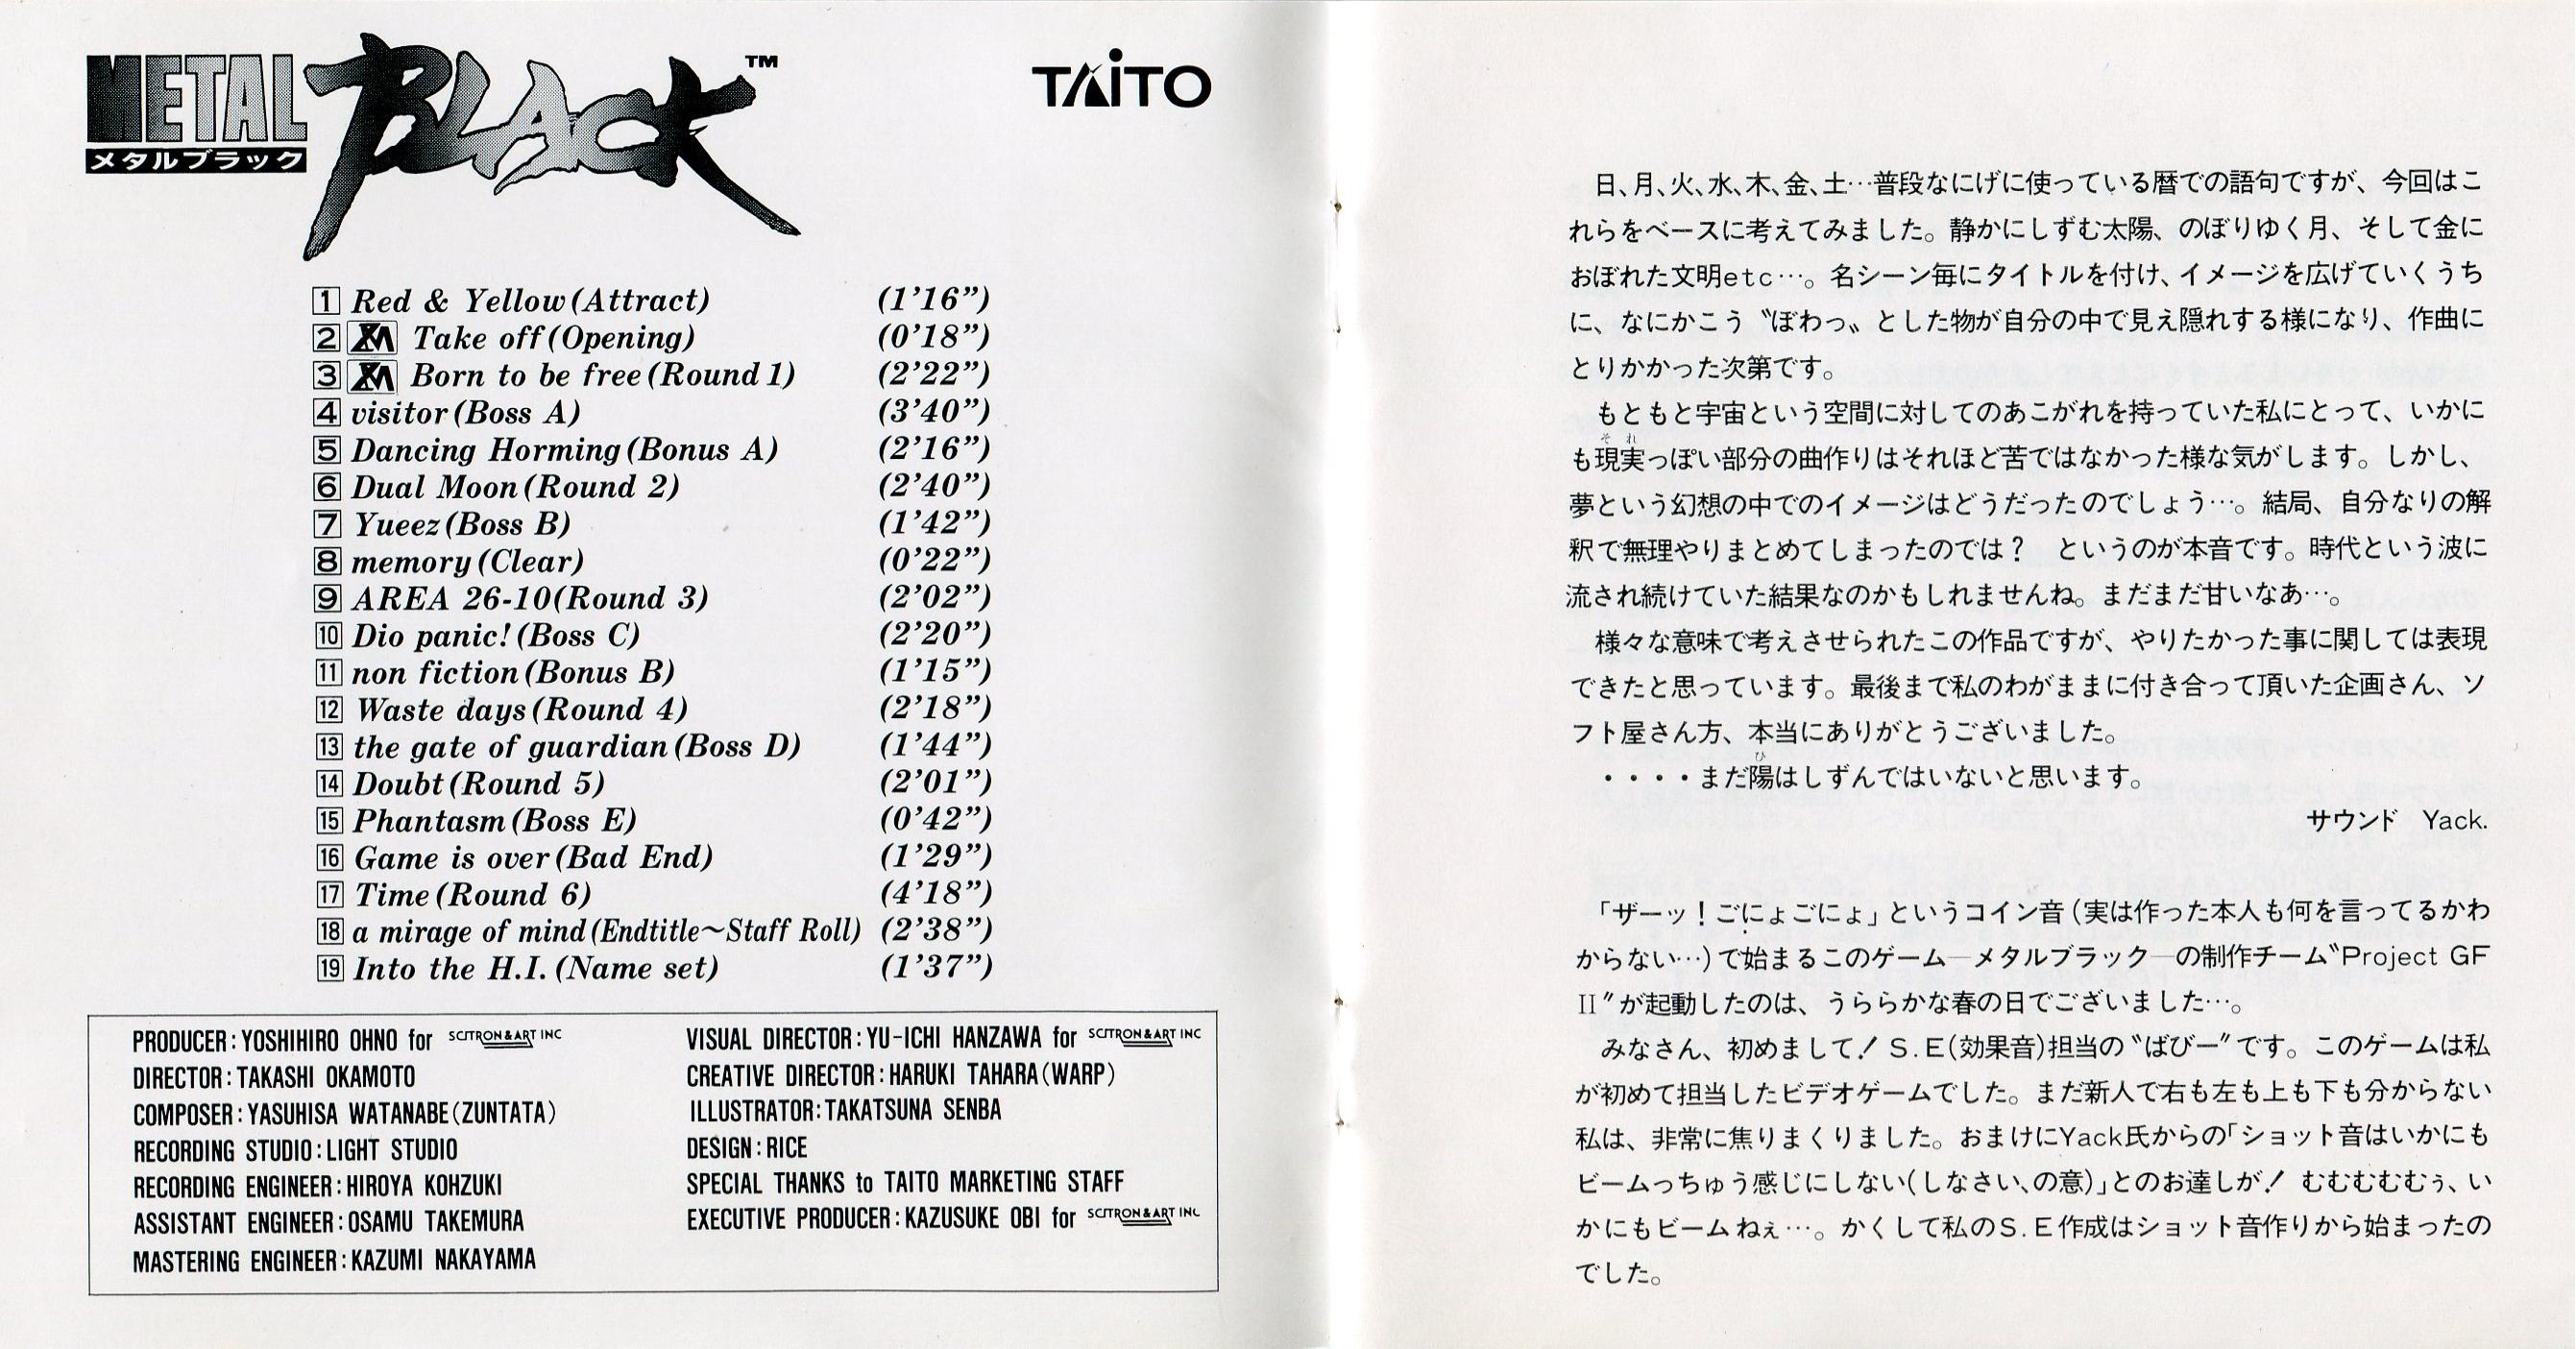 METAL BLACK™
メタルブラック
TAITO
1 Red & Yellow(Attract) (1'16")
2 XM Take off(Opening) (0'18")
3 XM Born to be free(Round 1) (2'22")
4 visitor(Boss A) (3'40")
5 Dancing Horming(Bonus A) (2'16")
6 Dual Moon(Round 2) (2'40")
7 Yueez(Boss B) (1'42")
8 memory(Clear) (0'22")
9 AREA 26-10(Round 3) (2'02")
10 Dio panic!(Boss C) (2'20")
11 non fiction(Bonus B) (1'15")
12 Waste days(Round 4) (2'18")
13 the gate of guardian(Boss D) (1'44")
14 Doubt(Round 5) (2'01")
15 Phantasm(Boss E) (0'42")
16 Game is over(Bad End) (1'29")
17 Time(Round 6) (4'18")
18 a mirage of mind(Endtitle~Staff Roll) (2'38")
19 Into the H.I.(Name set) (1'37")
PRODUCER:YOSHIHIRO OHNO for SCITRON&ART INC
DIRECTOR:TAKASHI OKAMOTO
COMPOSER:YASUHISA WATANABE(ZUNTATA)
RECORDING STUDIO:LIGHT STUDIO
RECORDING ENGINEER:HIROYA KOHZUKI
ASSISTANT ENGINEER:OSAMU TAKEMURA
MASTERING ENGINEER:KAZUMI NAKAYAMA
VISUAL DIRECTOR:YU-ICHI HANZAWA for SCITRON&ART INC
CREATIVE DIRECTOR:HARUKI TAHARA(WARP)
ILLUSTRATOR:TAKATSUNA SENBA
DESIGN:RICE
SPECIAL THANKS to TAITO MARKETING STAFF
EXECUTIVE PRODUCER:KAZUSUKE OBI for SCITRON&ART INC
日、月、火、水、木、金、土…普段なにげに使っている暦での語句ですが、今回はこ
れらをベースに考えてみました。静かにしずむ太陽、のぼりゆく月、そして金に
おぼれた文明etc…。名シーン毎にタイトルを付け、イメージを広げていくうち
に、なにかこう〝ぼわっ〟とした物が自分の中で見え隠れする様になり、作曲に
とりかかった次第です。
もともと宇宙という空間に対してのあこがれを持っていた私にとって、いかに
それ
も現実っぽい部分の曲作りはそれほど苦ではなかった様な気がします。しかし、
夢という幻想の中でのイメージはどうだったのでしょう…。結局、自分なりの解
釈で無理やりまとめてしまったのでは？　というのが本音です。時代という波に
流され続けていた結果なのかもしれませんね。まだまだ甘いなあ…。
様々な意味で考えさせられたこの作品ですが、やりたかった事に関しては表現
できたと思っています。最後まで私のわがままに付き合って頂いた企画さん、ソ
フト屋さん方、本当にありがとうございました。
ひ
・・・・まだ陽はしずんではいないと思います。
サウンド　Yack.
「ザーッ！ごにょごにょ」というコイン音(実は作った本人も何を言ってるかわ
からない…)で始まるこのゲーム―メタルブラック―の制作チーム〝Project GF
II〟が起動したのは、うららかな春の日でございました…。
みなさん、初めまして！S.E(効果音)担当の〝ばびー〟です。このゲームは私
が初めて担当したビデオゲームでした。まだ新人で右も左も上も下も分からない
私は、非常に焦りまくりました。おまけにYack氏からの「ショット音はいかにも
ビームっちゅう感じにしない(しなさい、の意)」とのお達しが！むむむむむぅ、い
かにもビームねぇ…。かくして私のS.E作成はショット音作りから始まったの
でした。